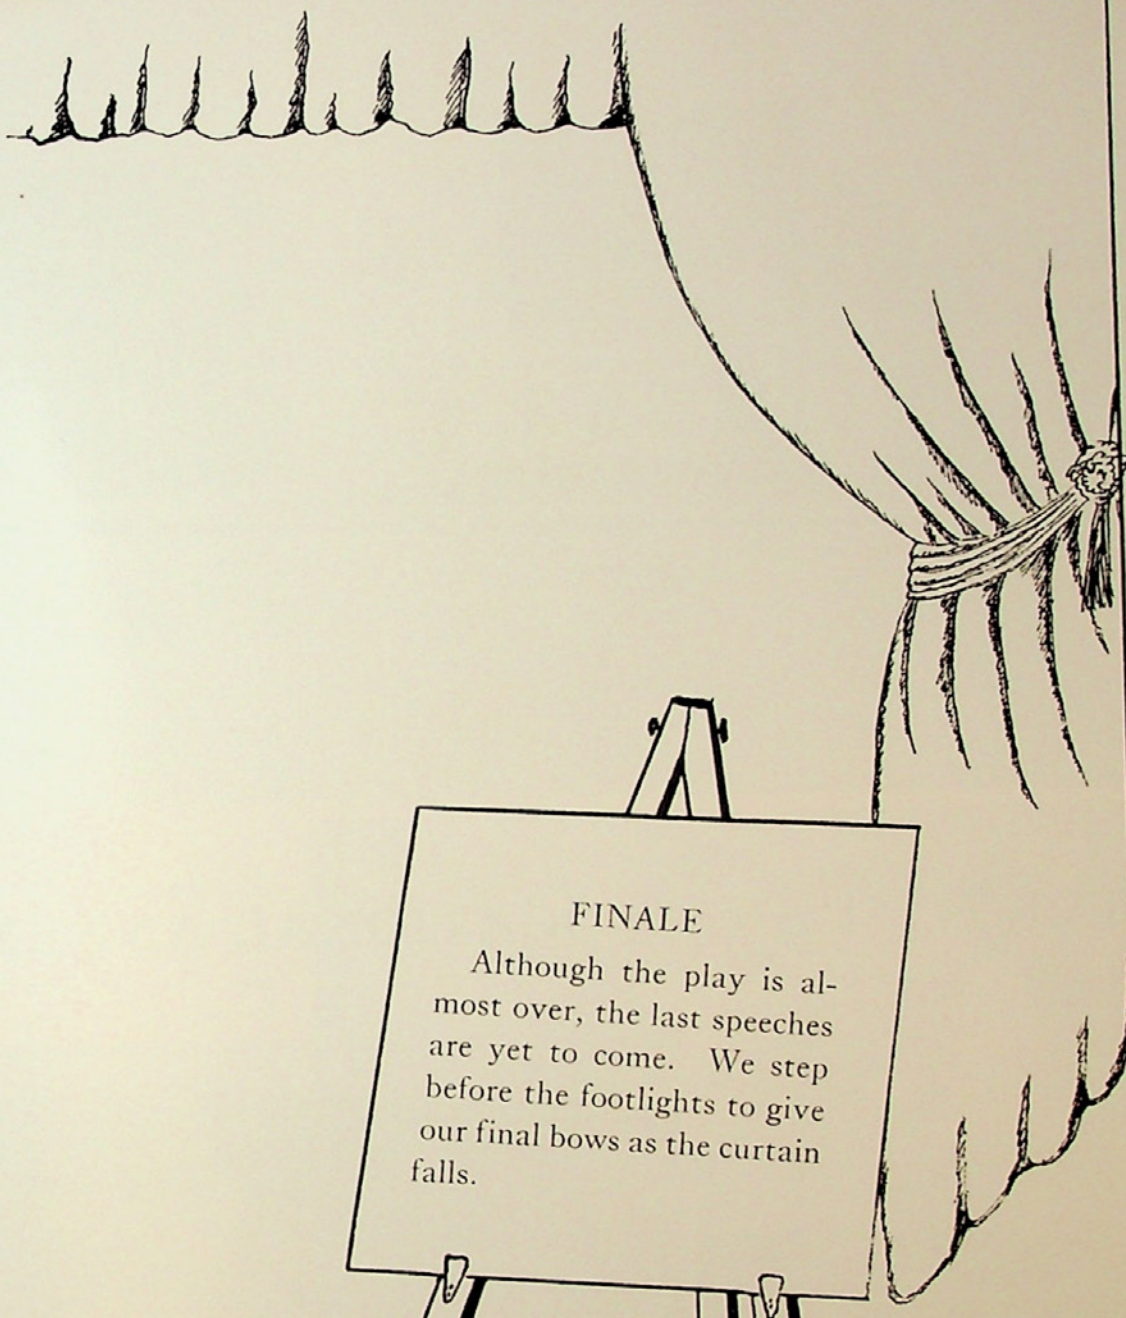 FINALE
Although the play is al-
most over, the last speeches
are yet to come. We step
before the footlights to give
our final bows as the curtain
falls.